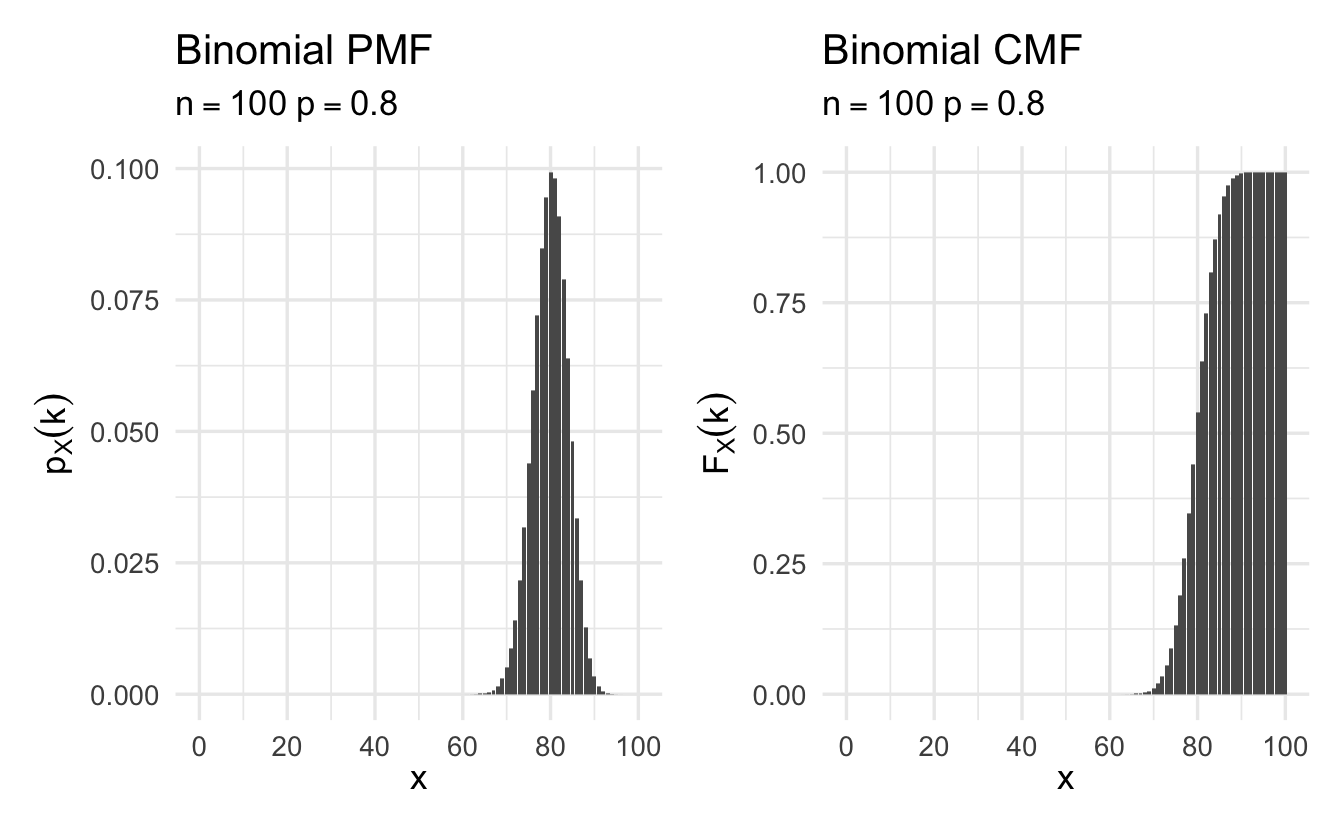 Binomial PMF
n = 100 p = 0.8
0.100
0.075
0.050
0.025
0.000
pX(k)
0 20 40 60 80 100
x
Binomial CMF
n = 100 p = 0.8
1.00
0.75
0.50
0.25
0.00
FX(k)
0 20 40 60 80 100
x